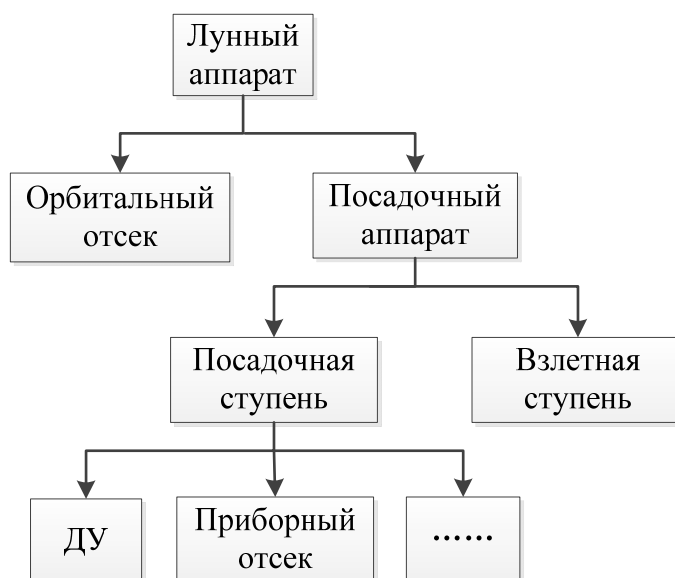 Лунный
аппарат
Орбитальный
отсек
Посадочный
аппарат
Посадочная
ступень
Взлетная
ступень
ДУ
Приборный
отсек
......